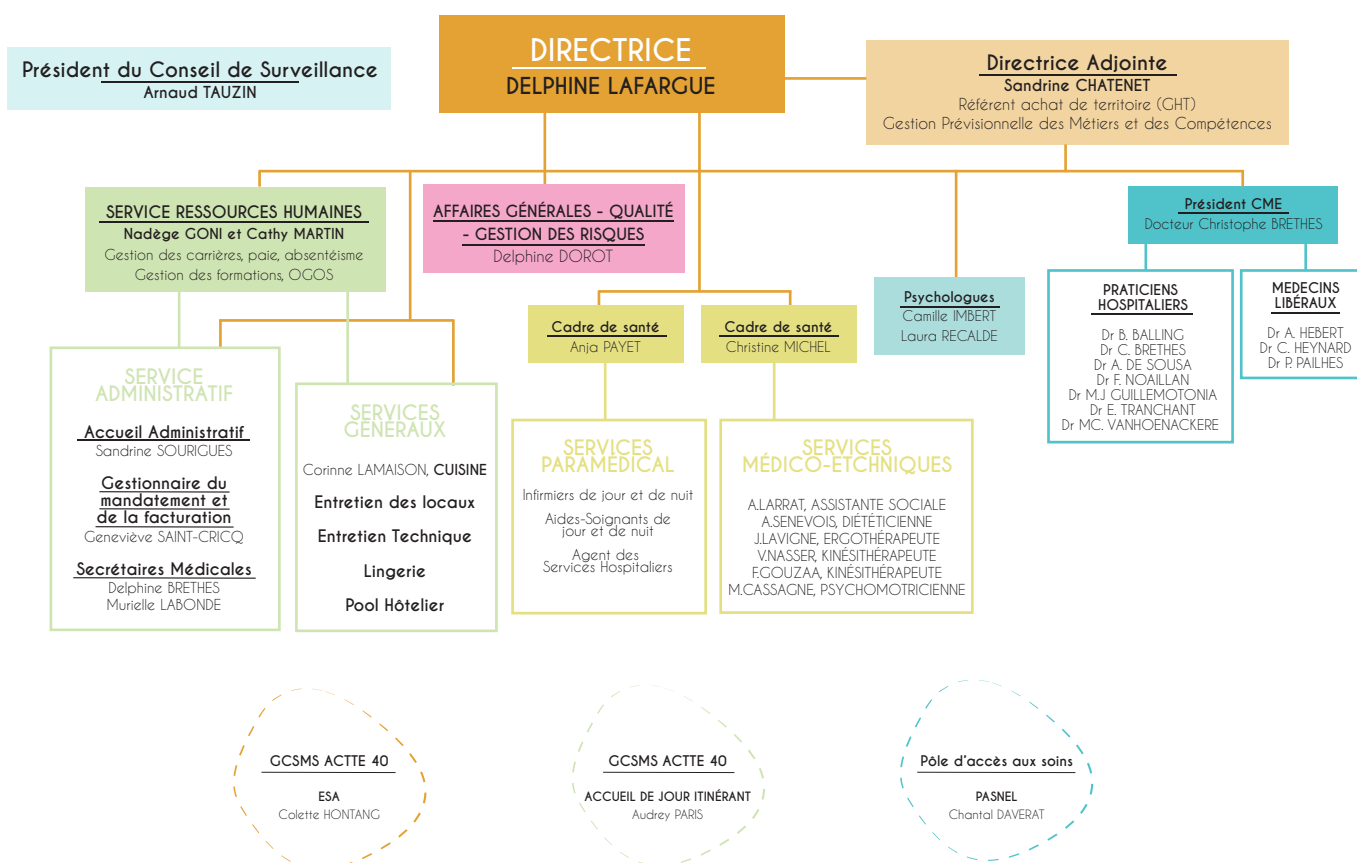 Président du Conseil de Surveillance
Arnaud TAUZIN
DIRECTRICE
DELPHINE LAFARGUE
Directrice Adjointe
Sandrine CHATENET
Référent achat de territoire (GHT)
Gestion Prévisionnelle des Métiers et des Compétences
SERVICE RESSOURCES HUMAINES
Nadège GONI et Cathy MARTIN
Gestion des carrières, paie, absentéisme
Gestion des formations, OGOS
AFFAIRES GÉNÉRALES - QUALITÉ
- GESTION DES RISQUES
Delphine DOROT
Président CME
Docteur Christophe BRETHES
Psychologues
Camille IMBERT
Laura RECALDE
PRATICIENS
HOSPITALIERS
Dr B. BALLING
Dr C. BRETHES
Dr A. DE SOUSA
Dr F. NOAILLAN
Dr M.J GUILLEMOTONIA
Dr E. TRANCHANT
Dr MC. VANHOENACKERE
MEDECINS
LIBÉRAUX
Dr A. HEBERT
Dr C. HEYNARD
Dr P. PAILHES
Cadre de santé
Anja PAYET
Cadre de santé
Christine MICHEL
SERVICE
ADMINISTRATIF
Accueil Administratif
Sandrine SOURIGUES
Gestionnaire du
mandatement et
de la facturation
Geneviève SAINT-CRICQ
Secrétaires Médicales
Delphine BRETHES
Murielle LABONDE
SERVICES
GÉNÉRAUX
Corinne LAMAISON, CUISINE
Entretien des locaux
Entretien Technique
Lingerie
Pool Hôtelier
SERVICES
PARAMÉDICAL
Infirmiers de jour et de nuit
Aides-Soignants de
jour et de nuit
Agent des
Services Hospitaliers
SERVICES
MÉDICO-ETCHNIQUES
A.LARRAT, ASSISTANTE SOCIALE
A.SENEVOIS, DIÉTÉTICIENNE
J.LAVIGNE, ERGOTHÉRAPEUTE
V.NASSER, KINÉSITHÉRAPEUTE
F.GOUZAA, KINÉSITHÉRAPEUTE
M.CASSAGNE, PSYCHOMOTRICIENNE
GCSMS ACTTE 40
ESA
Colette HONTANG
GCSMS ACTTE 40
ACCUEIL DE JOUR ITINÉRANT
Audrey PARIS
Pôle d'accès aux soins
PASNEL
Chantal DAVERAT